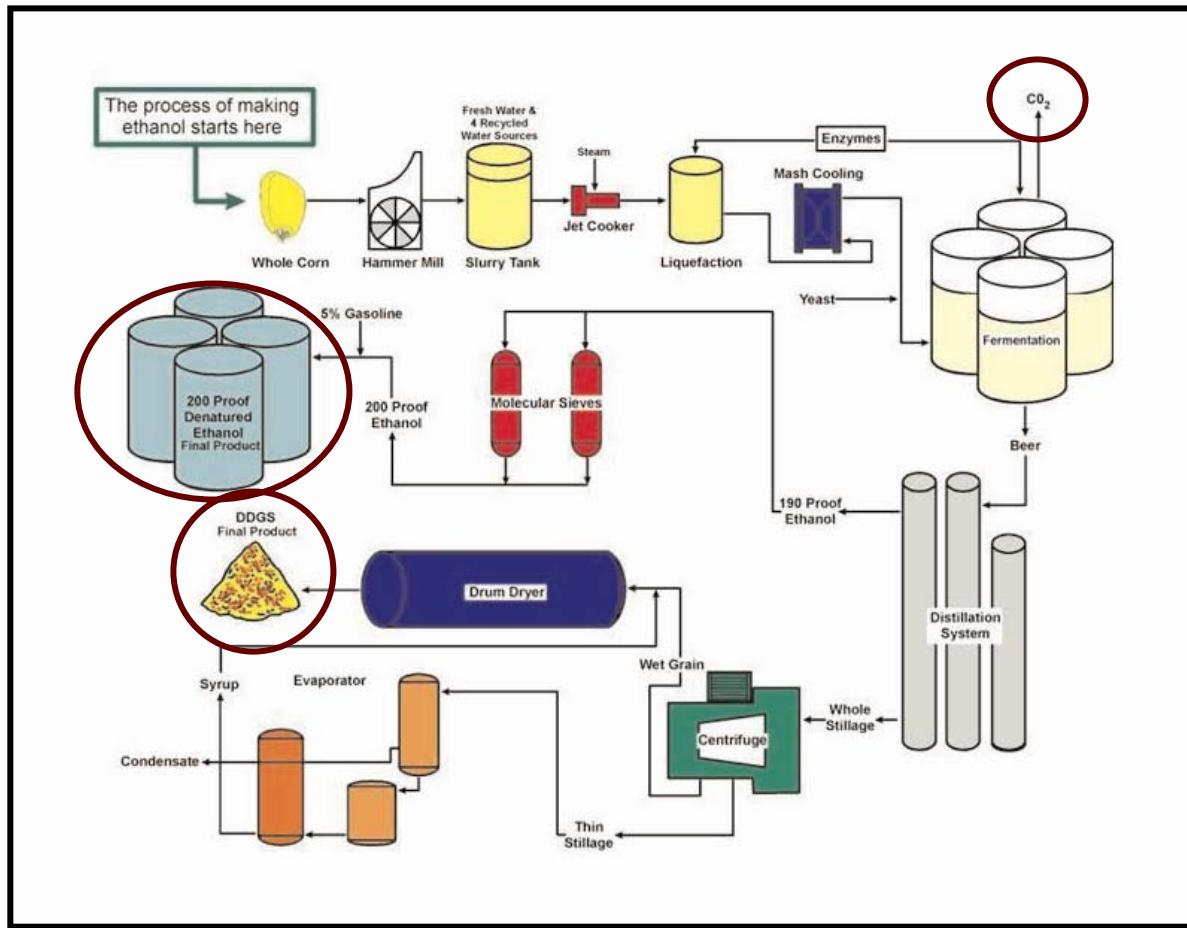 The process of making
ethanol starts here
Whole Corn
Hammer Mill
Fresh Water &
4 Recycled
Water Sources
Slurry Tank
Steam
Jet Cooker
Liquefaction
Enzymes
Mash Cooling
Yeast
C0₂
Fermentation
Beer
5% Gasoline
200 Proof
Denatured
Ethanol
Final Product
200 Proof
Ethanol
Molecular Sieves
190 Proof
Ethanol
Distillation
System
DDGS
Final Product
Drum Dryer
Wet Grain
Syrup
Evaporator
Centrifuge
Whole
Stillage
Condensate
Thin
Stillage